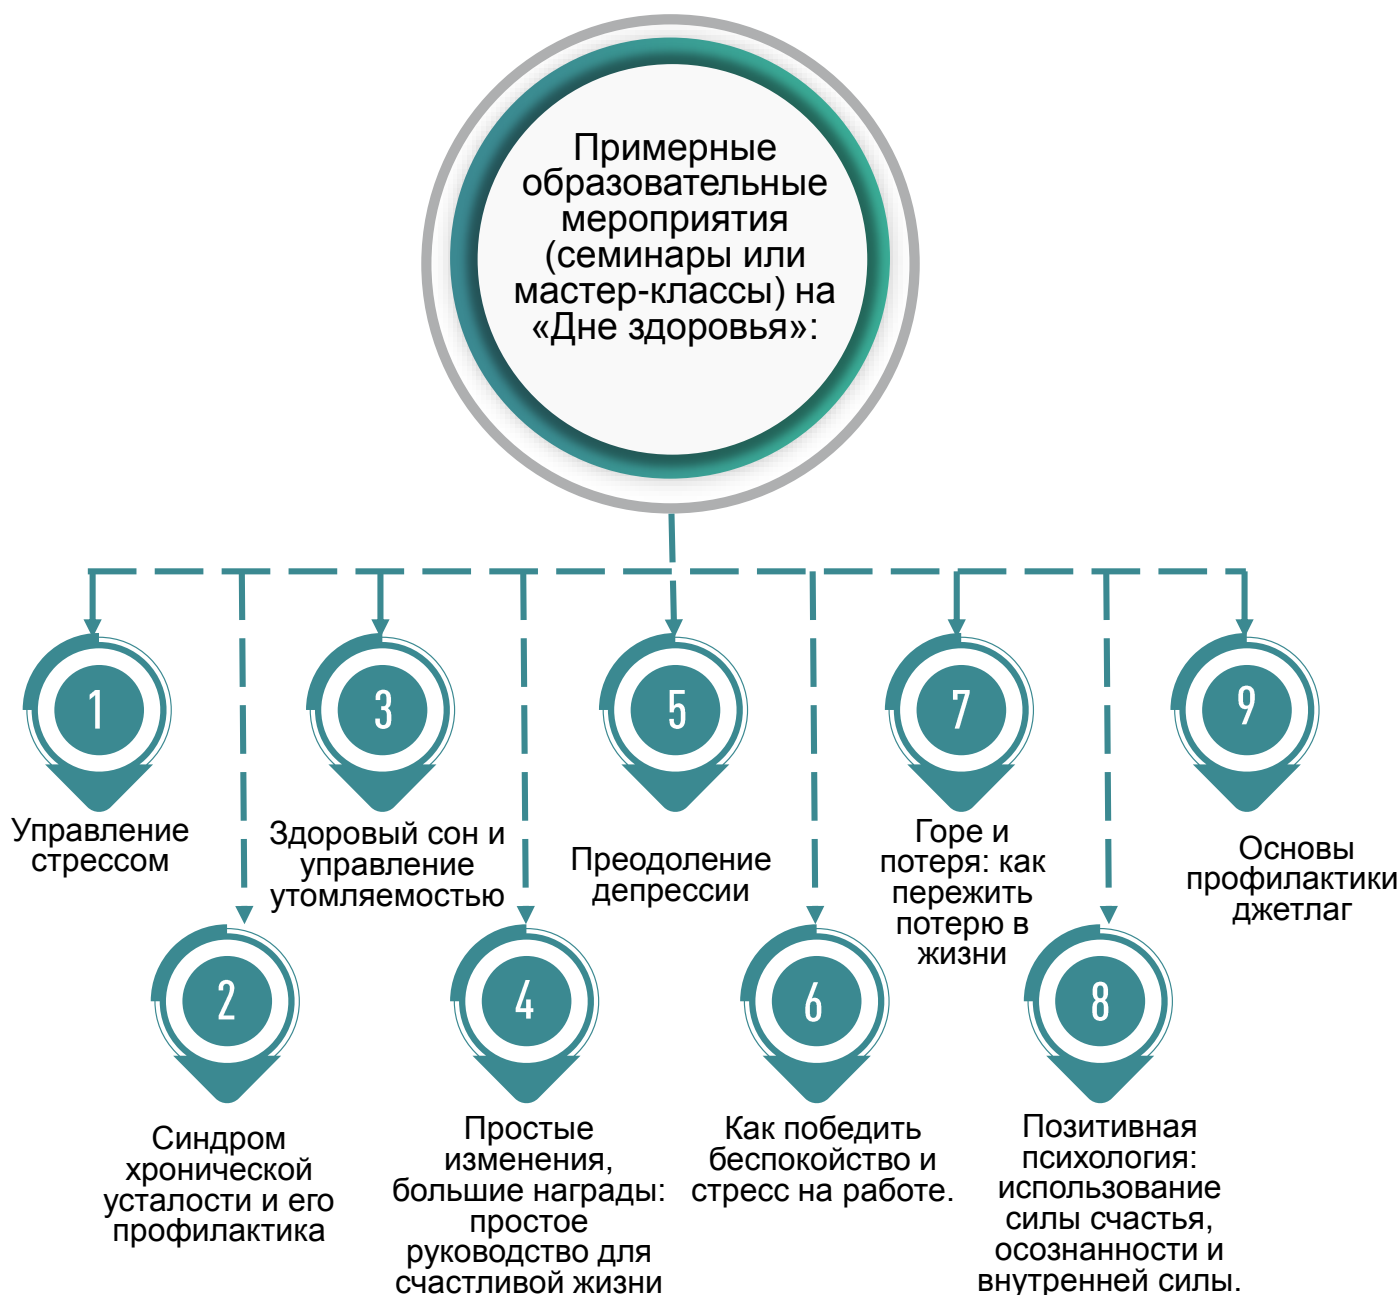 Примерные
образовательные
мероприятия
(семинары или
мастер-классы) на
«Дне здоровья»:
1
Управление
стрессом
2
Синдром
хронической
усталости и его
профилактика
3
Здоровый сон и
управление
утомляемостью
4
Простые
изменения,
большие награды:
простое
руководство для
счастливой жизни
5
Преодоление
депрессии
6
Как победить
беспокойство и
стресс на работе.
7
Горе и
потеря: как
пережить
потерю в
жизни
8
Позитивная
психология:
использование
силы счастья,
осознанности и
внутренней силы.
9
Основы
профилактики
джетлаг